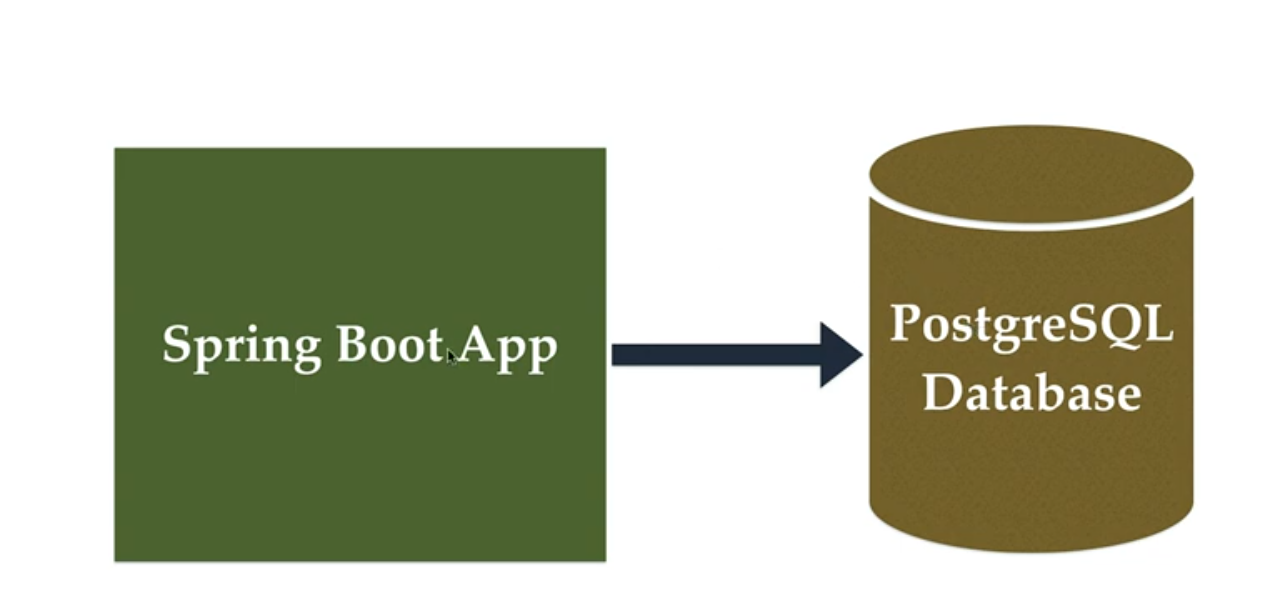 Spring Boot App
PostgreSQL
Database